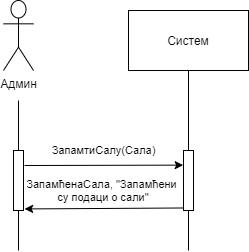 Систем
Админ
ЗапамтиСалу(Сала)
ЗапамћенаСала, "Запамћени
су подаци о сали"